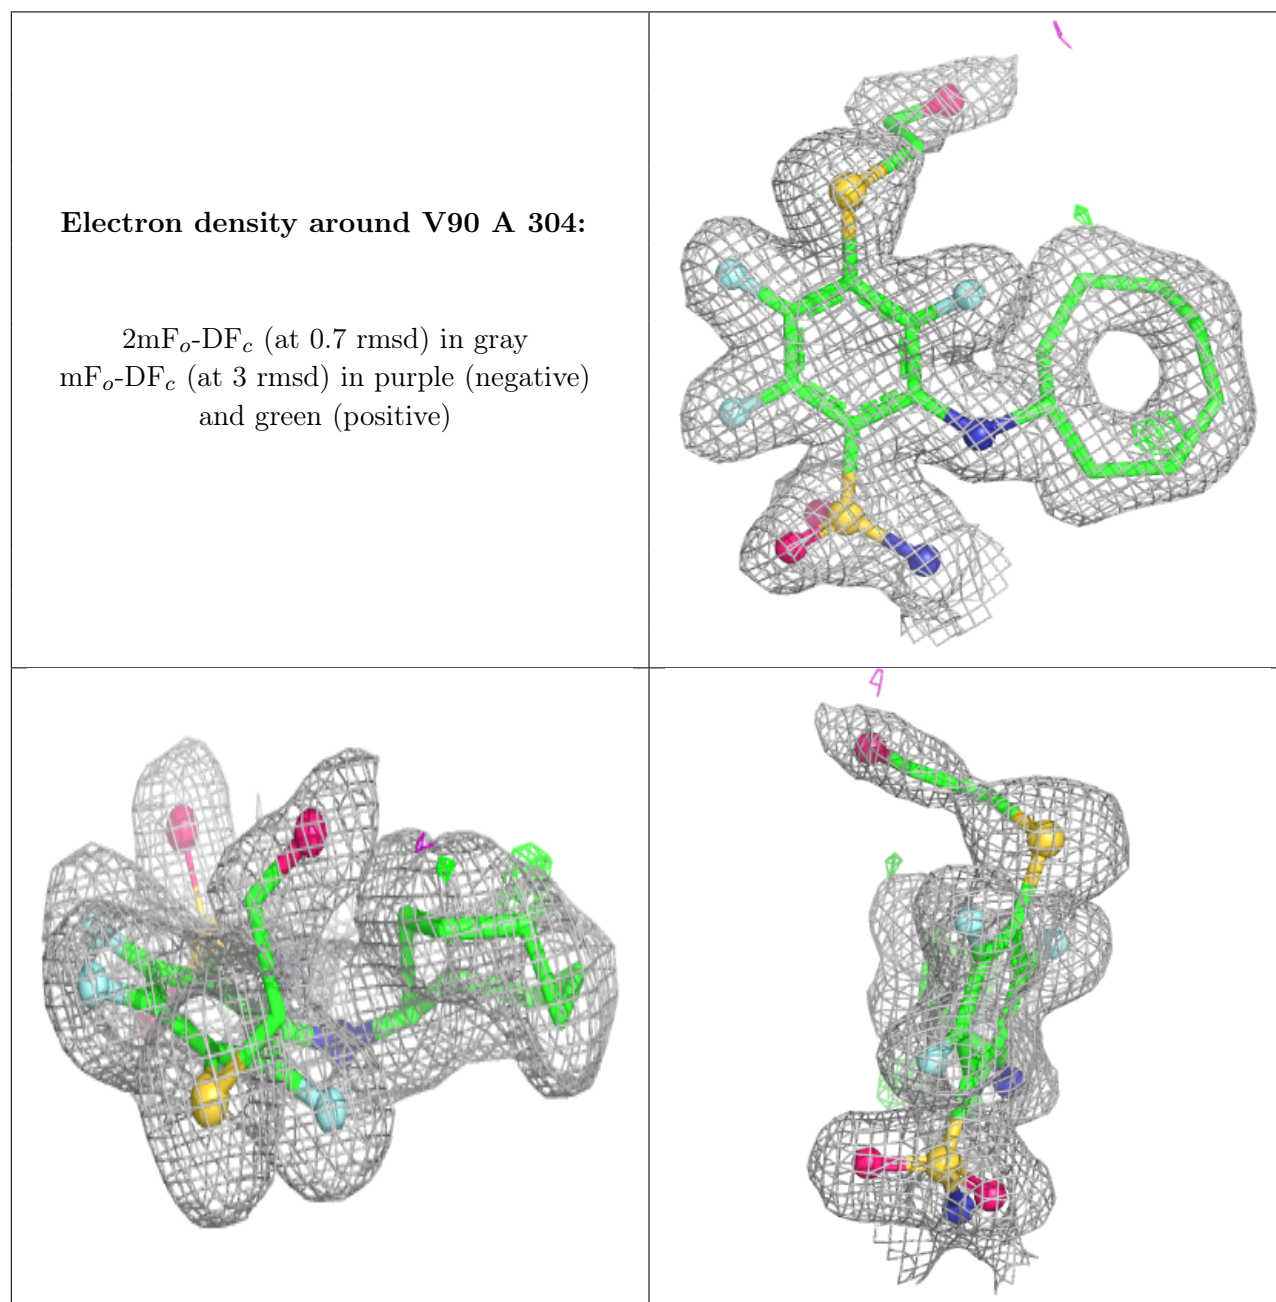 Electron density around V90 A 304:
2mFo-DFc (at 0.7 rmsd) in gray
mFo-DFc (at 3 rmsd) in purple (negative)
and green (positive)